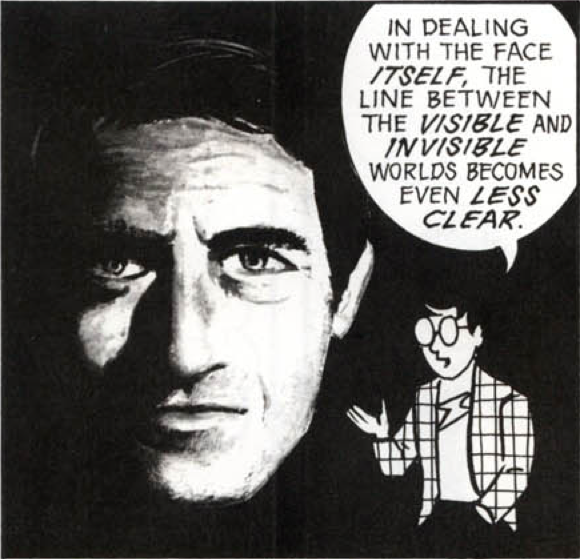 IN DEALING
WITH THE FACE
ITSELF, THE
LINE BETWEEN
THE VISIBLE AND
INVISIBLE
WORLDS BECOMES
EVEN LESS
CLEAR.